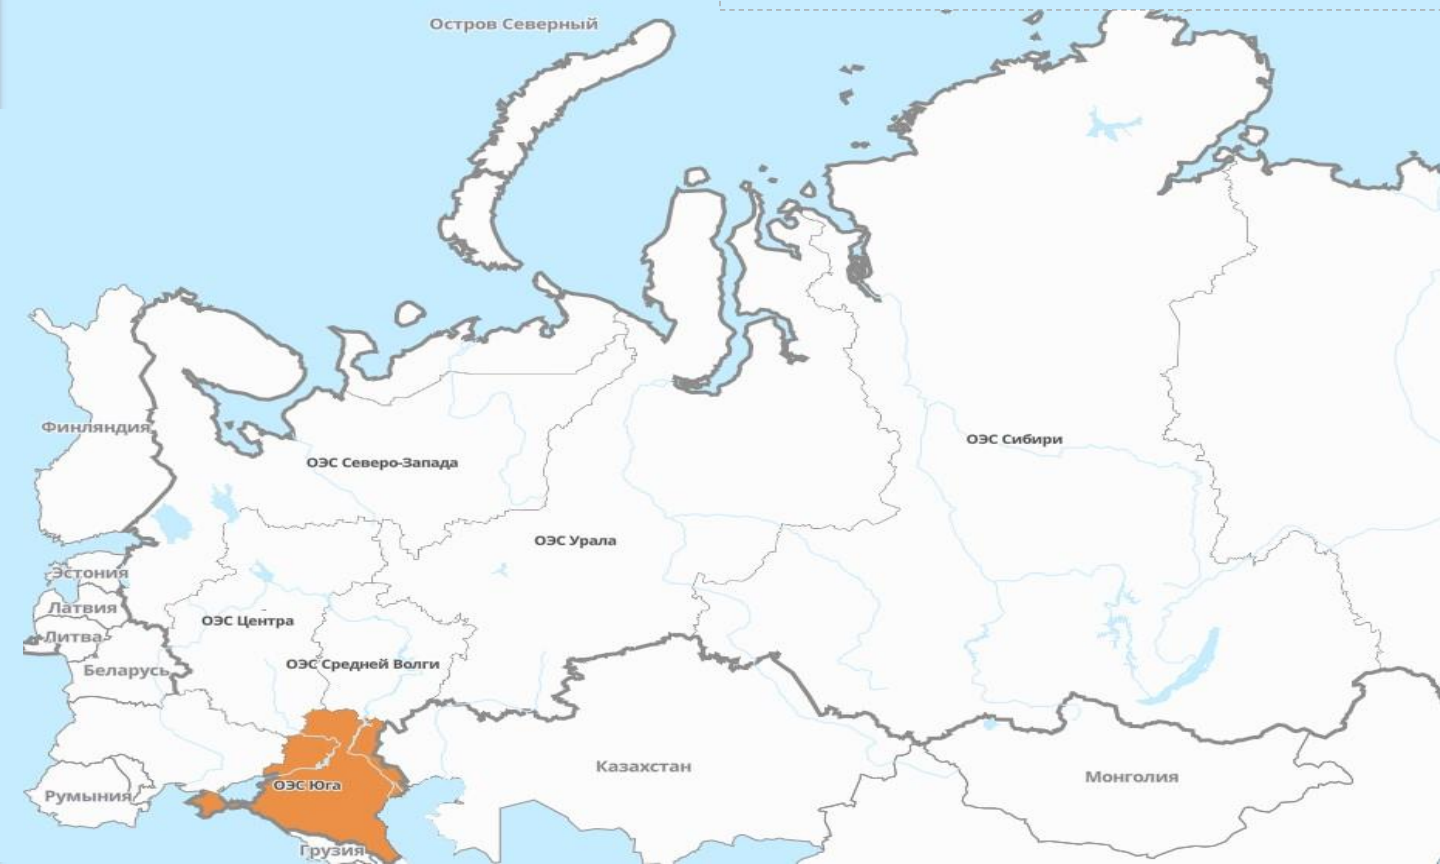 Остров Северный
Финляндия
ОЭС Сибири
ОЭС Северо-Запада
ОЭС Урала
Эстония
Латвия
ОЭС Центра
Литва
ОЭС Средней Волги
Беларусь
Казахстан
Монголия
ОЭС Юга
Румыния
Грузия